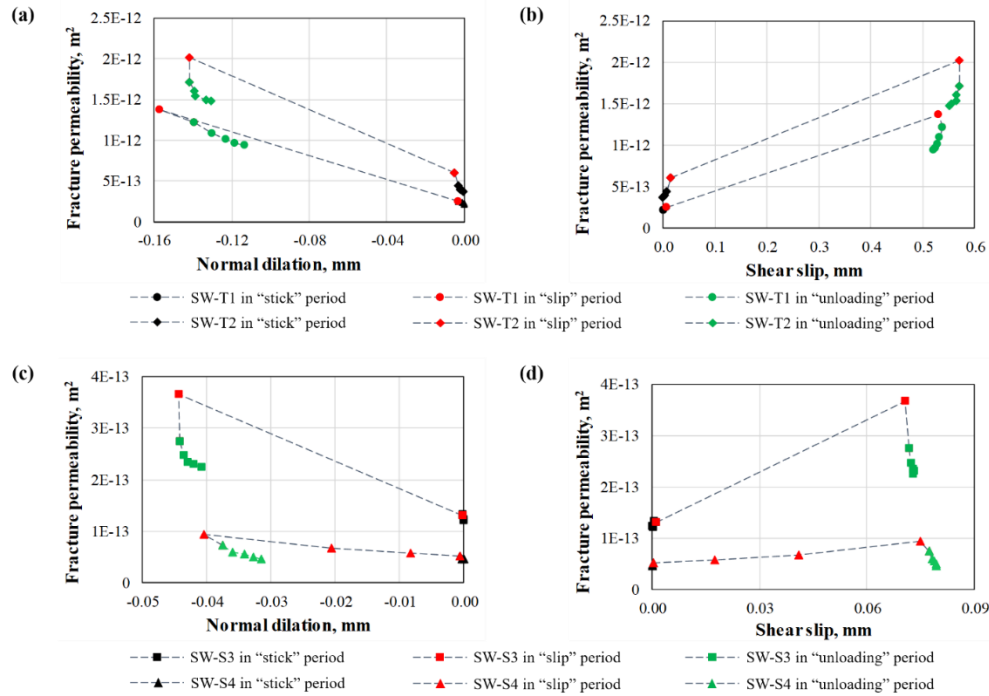 (a)
Fracture permeability, m²
2.5E-12
2E-12
1.5E-12
1E-12
5E-13
0
-0.16 -0.12 -0.08 -0.04 0.00
Normal dilation, mm
(b)
Fracture permeability, m²
2.5E-12
2E-12
1.5E-12
1E-12
5E-13
0
0.0 0.1 0.2 0.3 0.4 0.5 0.6
Shear slip, mm
SW-T1 in “stick” period SW-T1 in “slip” period SW-T1 in “unloading” period
SW-T2 in “stick” period SW-T2 in “slip” period SW-T2 in “unloading” period
(c)
Fracture permeability, m²
4E-13
3E-13
2E-13
1E-13
0
-0.05 -0.04 -0.03 -0.02 -0.01 0.00
Normal dilation, mm
(d)
Fracture permeability, m²
4E-13
3E-13
2E-13
1E-13
0
0.00 0.03 0.06 0.09
Shear slip, mm
SW-S3 in “stick” period SW-S3 in “slip” period SW-S3 in “unloading” period
SW-S4 in “stick” period SW-S4 in “slip” period SW-S4 in “unloading” period